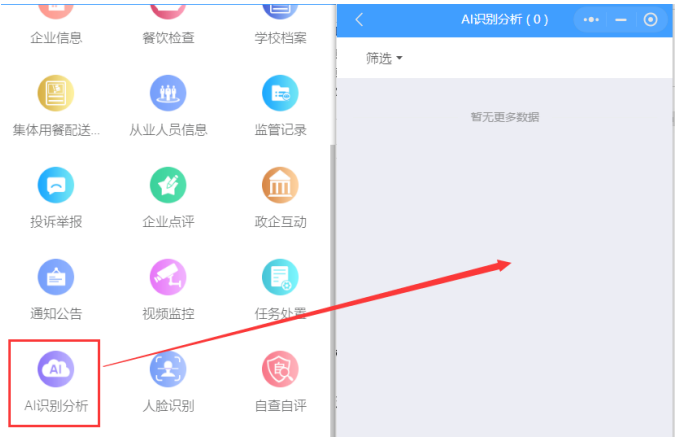 企业信息
餐饮检查
学校档案
集体用餐配送...
从业人员信息
监管记录
投诉举报
企业点评
政企互动
通知公告
视频监控
任务处置
AI
AI识别分析
人脸识别
自查自评
AI识别分析（0）
筛选
暂无更多数据